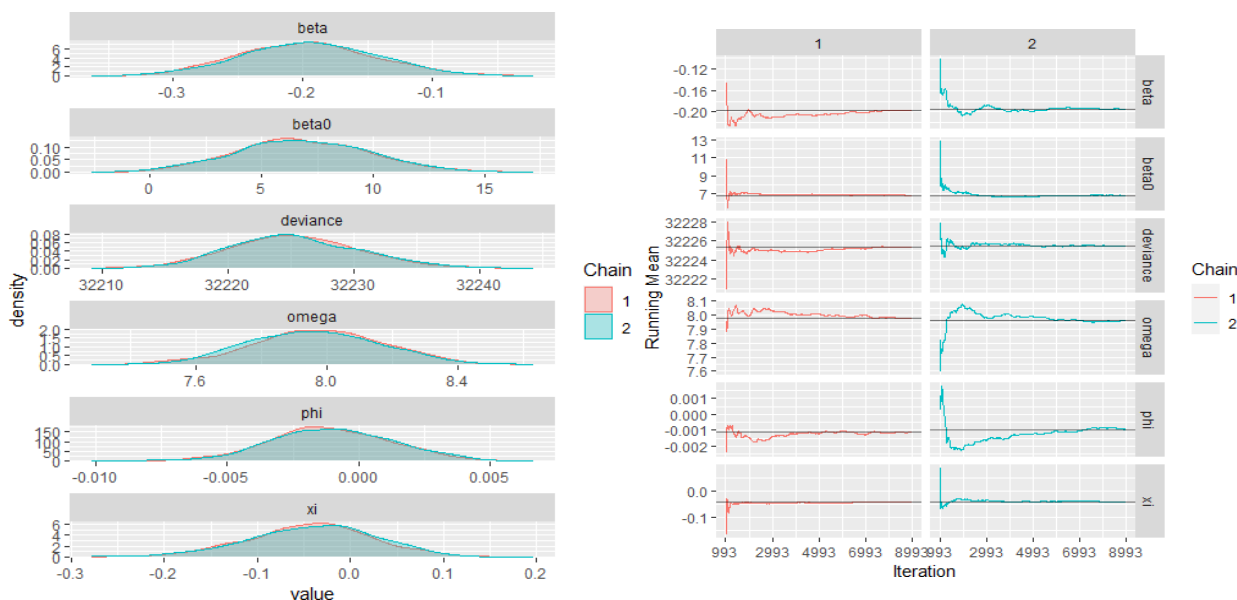 beta
6
4
2
0
-0.3 -0.2 -0.1
beta0
0.10
0.05
0.00
0 5 10 15
deviance
0.08
0.06
0.04
0.02
0.00
32210 32220 32230 32240
omega
2.0
1.5
1.0
0.5
0.0
7.6 8.0 8.4
phi
150
100
50
0
-0.010 -0.005 0.000 0.005
xi
6
4
2
0
-0.3 -0.2 -0.1 0.0 0.1 0.2
value
density
Chain
1
2
1 2
-0.12
-0.16
-0.20
beta
13
11
9
7
beta0
32228
32226
32224
32222
deviance
8.1
8.0
7.9
7.8
7.7
7.6
omega
0.001
0.000
-0.001
-0.002
phi
0.0
-0.1
xi
993 2993 4993 6993 8993 2993 4993 6993 8993
Iteration
Running Mean
Chain
1
2